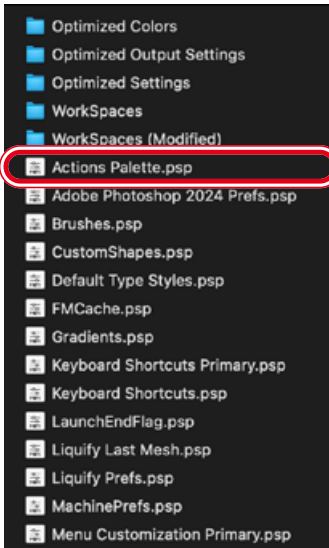 Optimized Colors
Optimized Output Settings
Optimized Settings
WorkSpaces
WorkSpaces (Modified)
Actions Palette.psp
Adobe Photoshop 2024 Prefs.psp
Brushes.psp
CustomShapes.psp
Default Type Styles.psp
FMCache.psp
Gradients.psp
Keyboard Shortcuts Primary.psp
Keyboard Shortcuts.psp
LaunchEndFlag.psp
Liquify Last Mesh.psp
Liquify Prefs.psp
MachinePrefs.psp
Menu Customization Primary.psp